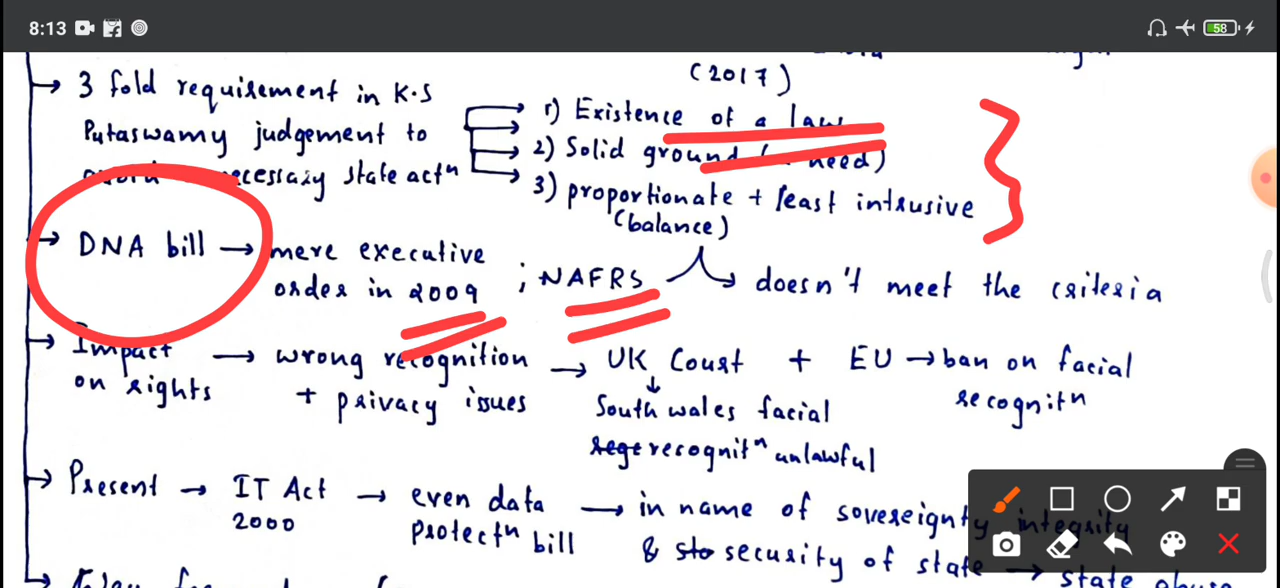 8:13
58
(2017)
→ 3 fold requirement in K.S
Putaswamy judgement to
necessary state actⁿ
1) Existence of a law
2) Solid ground ( need)
3) proportionate + least intrusive
(balance)
→ DNA bill → mere executive
order in 2009 ; NAFRS → doesn't meet the criteria
→ Impact → wrong recognition → UK Court + EU → ban on facial
on rights + privacy issues
recognitⁿ
South wales facial
recognitⁿ unlawful
→ Present → IT Act → even data → in name of sovereignty integrity
2000 protectⁿ bill & security of state → state abuse